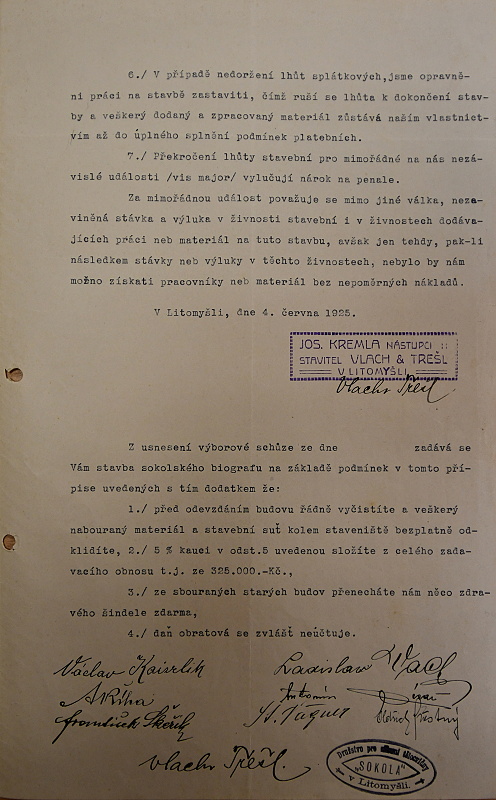 6./ V případě nedoržení lhůt splátkových,jsme oprávně-
ni práci na stavbě zastaviti, čímž ruší se lhůta k dokončení stav-
by a veškerý dodaný a zpracovaný materiál zůstává naším vlastnict-
vím až do úplného splnění podmínek platebních.
7./ Překročení lhůty stavební pro mimořádné na nás nezá-
vislé události /vis major/ vylučují nárok na penale.
Za mimořádnou událost považuje se mimo jiné válka, neza-
viněná stávka a výluka v živnosti stavební i v živnostech dodáva-
jících práci neb materiál na tuto stavbu, avšak jen tehdy, pak-li
následkem stávky neb výluky v těchto živnostech, nebylo by nám
možno získati pracovníky neb materiál bez nepoměrných nákladů.
V Litomyšli, dne 4. června 1925.
JOS. KREMLA NÁSTUPCI ::
STAVITEL VLACH & TREŠL
V LITOMYŠLI
Vlach Třešl.
Z usnesení výborové schůze ze dne zadává se
Vám stavba sokolského biografu na základě podmínek v tomto pří-
pise uvedených s tím dodatkem že:
1./ před odevzdáním budovu řádně vyčistíte a veškerý
nabouraný materiál a stavební suť kolem staveniště bezplatně od-
klidíte, 2./ 5 % kauci v odst.5 uvedenou složíte z celého zada-
vacího obnosu t.j. ze 325.000.-Kč.,
3./ ze sbouraných starých budov přenecháte nám něco zdra-
vého šindele zdarma,
4./ daň obratová se zvlášť neúčtuje.
Václav Kaizlík
Ladislav
Antonín
František Škeřík
Vlach Třešl.
Družstvo pro
"SOKOLA"
v Litomyšli.